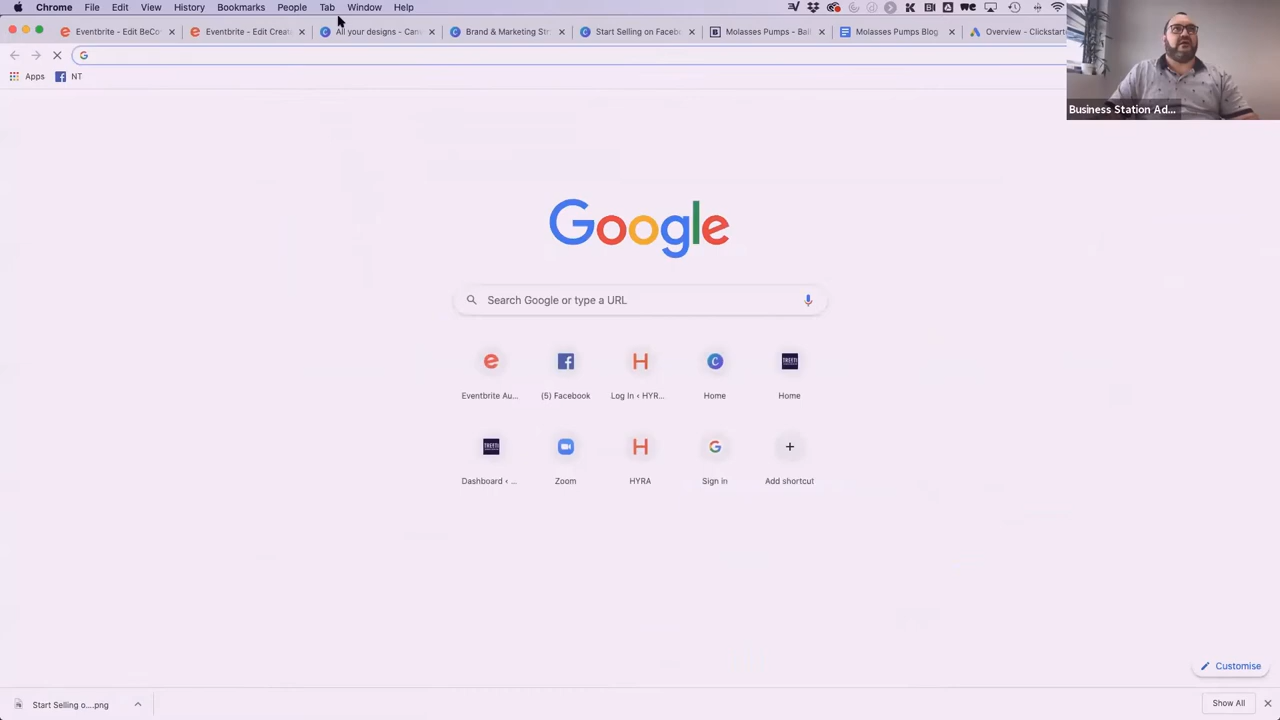 Chrome File Edit View History Bookmarks People Tab Window Help
Eventbrite - Edit BeCo
Eventbrite - Edit Creat
All your designs - Can
Brand & Marketing Str
Start Selling on Facebo
Molasses Pumps - Bal
Molasses Pumps Blog
Overview - Clickstart
Apps NT
Business Station Ad...
Google
Search Google or type a URL
Eventbrite Au... (5) Facebook Log In ‹ HYR... Home Home
Dashboard ‹ ... Zoom HYRA Sign in Add shortcut
Customise
Start Selling o....png
Show All